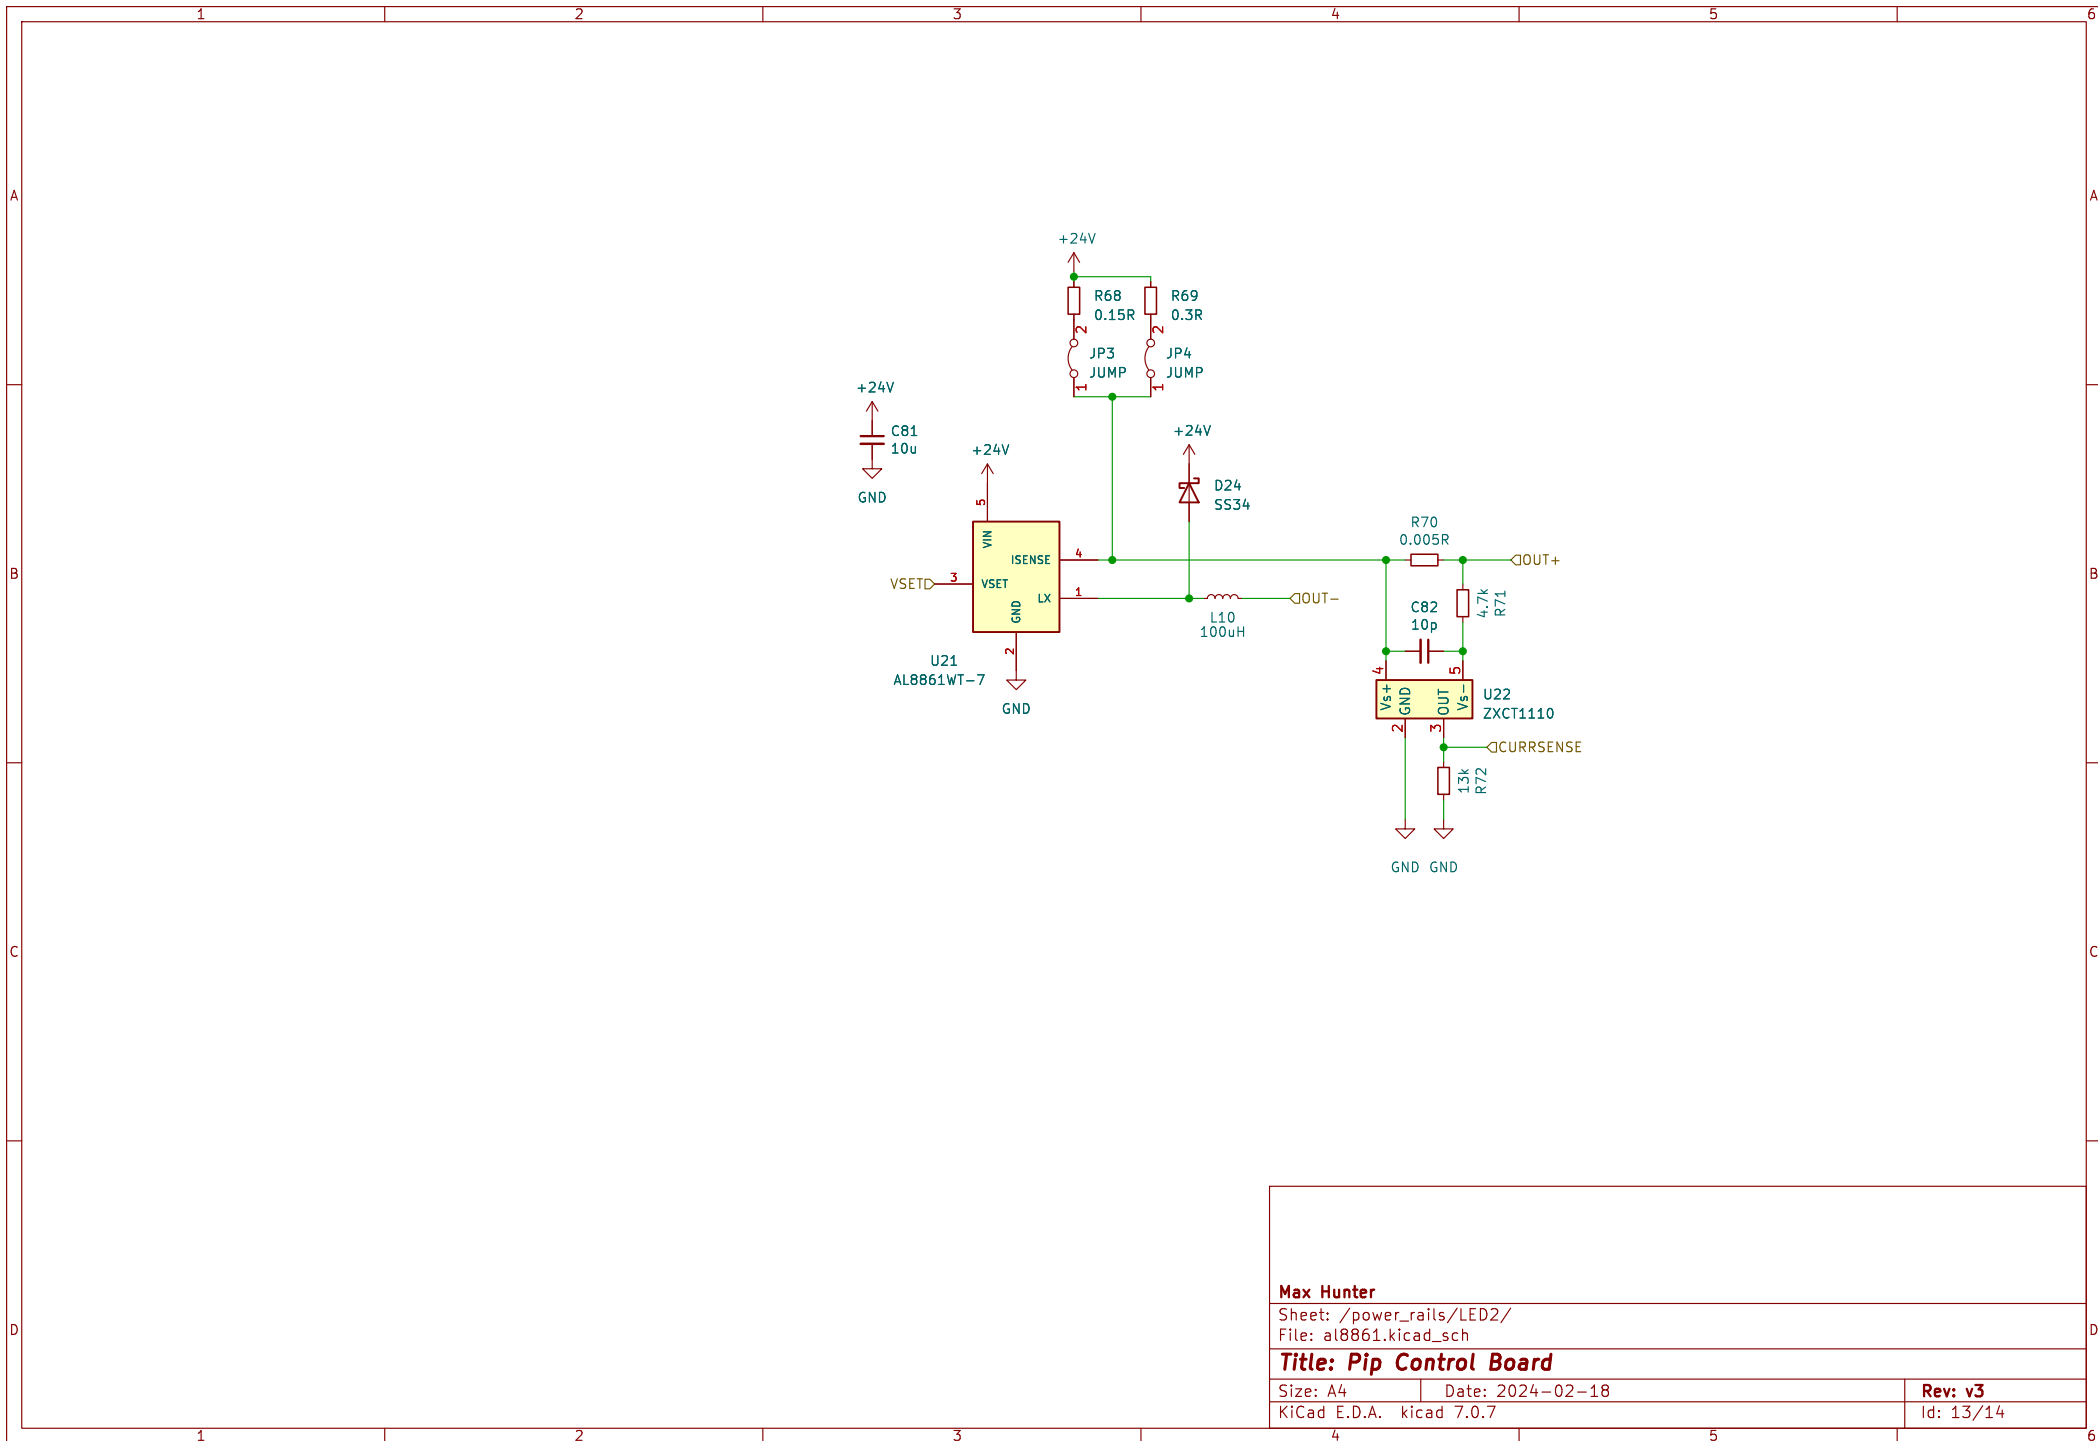 1 2 3 4 5 6
A A
+24V
R68
0.15R
R69
0.3R
2 2
JP3
JUMP
JP4
JUMP
1 1
+24V
C81
10u
GND
+24V
+24V
D24
SS34
5
VIN
ISENSE 4
VSET 3 VSET
LX 1
GND
2
U21
AL8861WT-7
GND
L10
100uH
OUT-
R70
0.005R
OUT+
B B
4.7k
R71
C82
10p
4 5
Vs+ GND OUT Vs-
U22
ZXCT1110
2 3
CURRSENSE
13k
R72
GND GND
C C
Max Hunter
Sheet: /power_rails/LED2/
File: al8861.kicad_sch
D D
Title: Pip Control Board
Size: A4 Date: 2024-02-18 Rev: v3
KiCad E.D.A. kicad 7.0.7 Id: 13/14
1 2 3 4 5 6